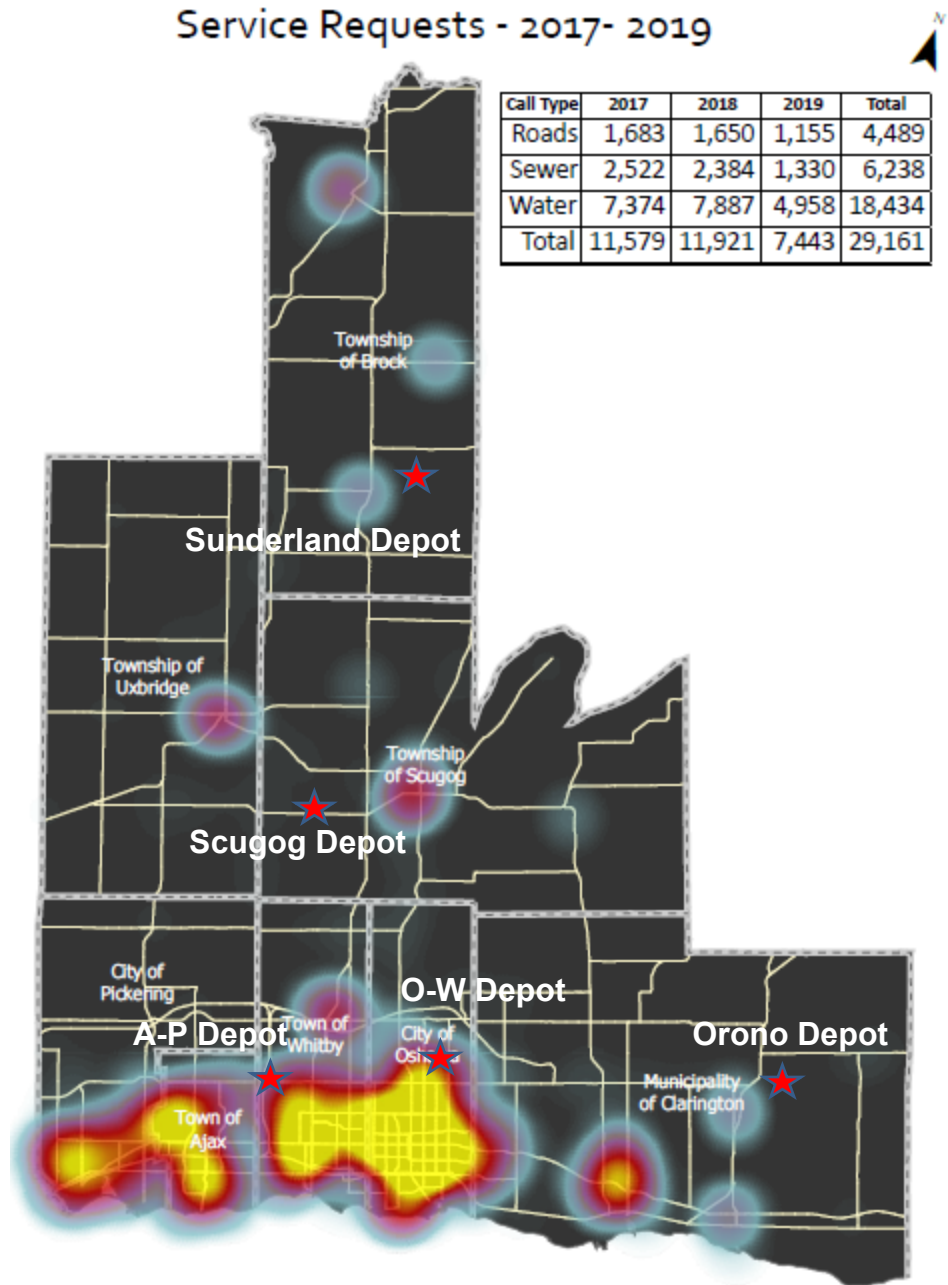 Service Requests - 2017- 2019
N
Call Type 2017 2018 2019 Total
Roads 1,683 1,650 1,155 4,489
Sewer 2,522 2,384 1,330 6,238
Water 7,374 7,887 4,958 18,434
Total 11,579 11,921 7,443 29,161
Township
of Brock
Sunderland Depot
Township of
Uxbridge
Township
of Scugog
Scugog Depot
City of
Pickering
O-W Depot
A-P Depot
Town of
Whitby
City of
Orono Depot
Municipality
of Clarington
Town of
Ajax